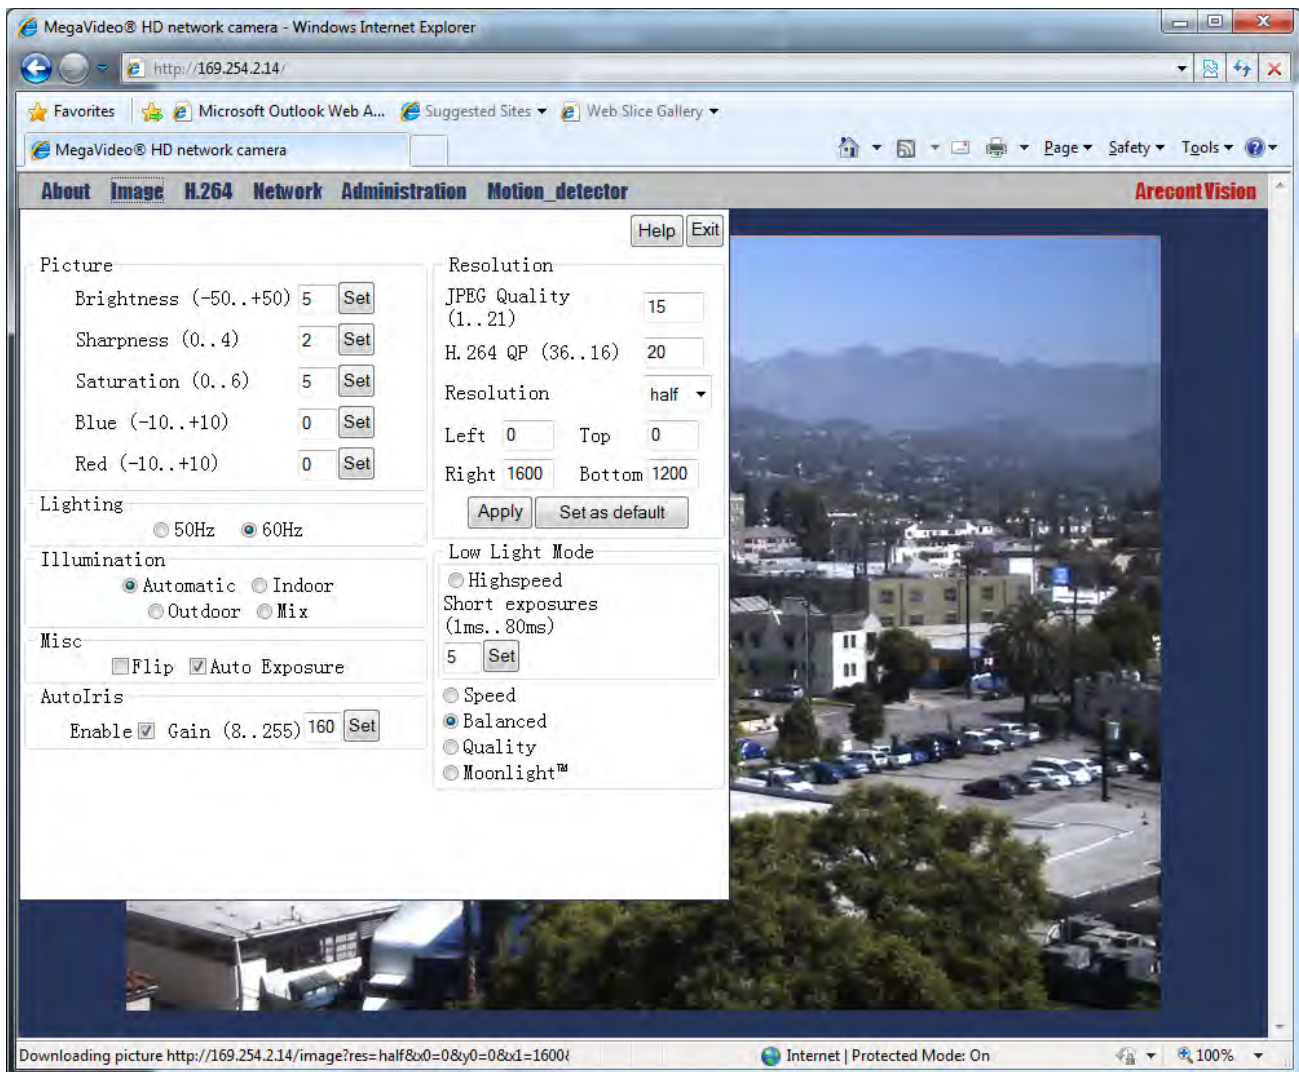 MegaVideo® HD network camera - Windows Internet Explorer
http://169.254.2.14/
Favorites Microsoft Outlook Web A... Suggested Sites Web Slice Gallery
MegaVideo® HD network camera Page Safety Tools
About Image H.264 Network Administration Motion_detector ArecontVision
Help Exit
Picture
Brightness (-50..+50) 5 Set
Sharpness (0..4) 2 Set
Saturation (0..6) 5 Set
Blue (-10..+10) 0 Set
Red (-10..+10) 0 Set
Lighting
50Hz 60Hz
Illumination
Automatic Indoor
Outdoor Mix
Misc
Flip Auto Exposure
AutoIris
Enable Gain (8..255) 160 Set
Resolution
JPEG Quality
(1..21) 15
H.264 QP (36..16) 20
Resolution half
Left 0 Top 0
Right 1600 Bottom 1200
Apply Set as default
Low Light Mode
Highspeed
Short exposures
(1ms..80ms)
5 Set
Speed
Balanced
Quality
Moonlight™
Downloading picture http://169.254.2.14/image?res=half&x0=0&y0=0&x1=1600& Internet | Protected Mode: On 100%